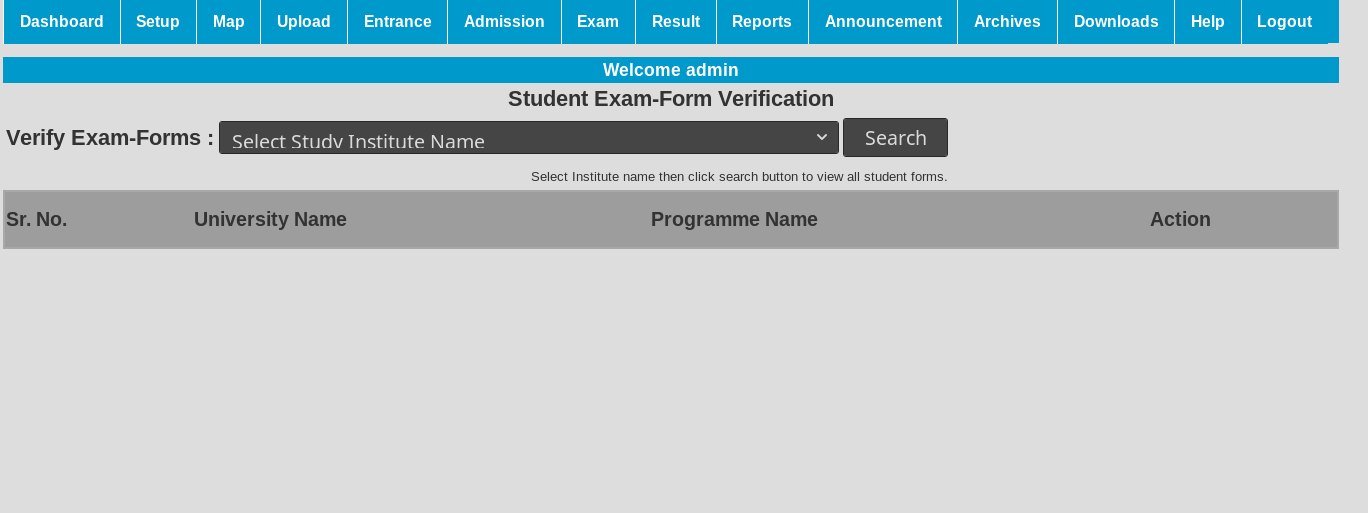 Dashboard Setup Map Upload Entrance Admission Exam Result Reports Announcement Archives Downloads Help Logout
Welcome admin
Student Exam-Form Verification
Verify Exam-Forms : Select Study Institute Name Search
Select Institute name then click search button to view all student forms.
Sr. No. University Name Programme Name Action